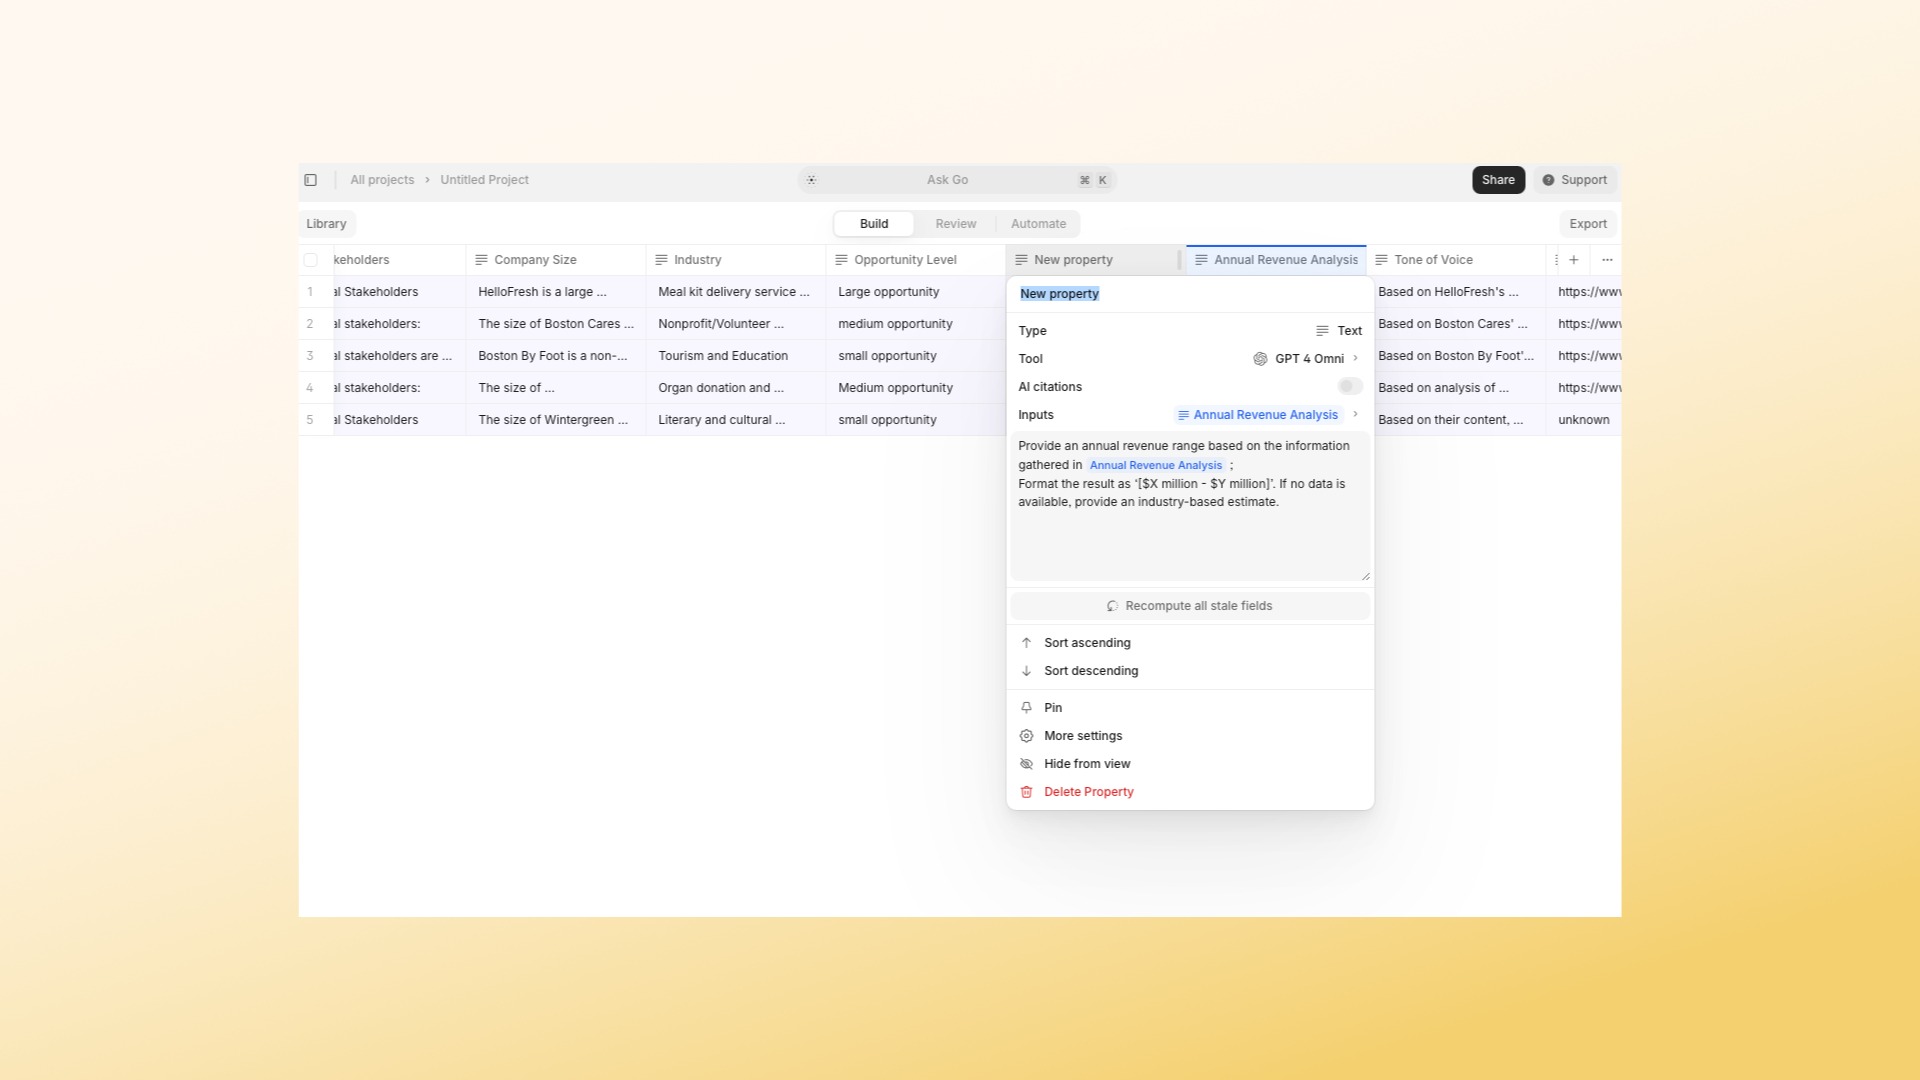 All projects › Untitled Project
Ask Go ⌘ K
Share
Support
Library
Build
Review
Automate
Export
keholders
Company Size
Industry
Opportunity Level
New property
Annual Revenue Analysis
Tone of Voice
1 al Stakeholders HelloFresh is a large ... Meal kit delivery service ... Large opportunity Based on HelloFresh's ... https://www
2 al stakeholders: The size of Boston Cares ... Nonprofit/Volunteer ... medium opportunity Based on Boston Cares' ... https://www
3 al stakeholders are ... Boston By Foot is a non-... Tourism and Education small opportunity Based on Boston By Foot'... https://www
4 al stakeholders: The size of ... Organ donation and ... Medium opportunity Based on analysis of ... https://www
5 al Stakeholders The size of Wintergreen ... Literary and cultural ... small opportunity Based on their content, ... unknown
New property
Type Text
Tool GPT 4 Omni ›
AI citations
Inputs Annual Revenue Analysis ›
Provide an annual revenue range based on the information
gathered in Annual Revenue Analysis ;
Format the result as '[$X million - $Y million]'. If no data is
available, provide an industry-based estimate.
Recompute all stale fields
Sort ascending
Sort descending
Pin
More settings
Hide from view
Delete Property